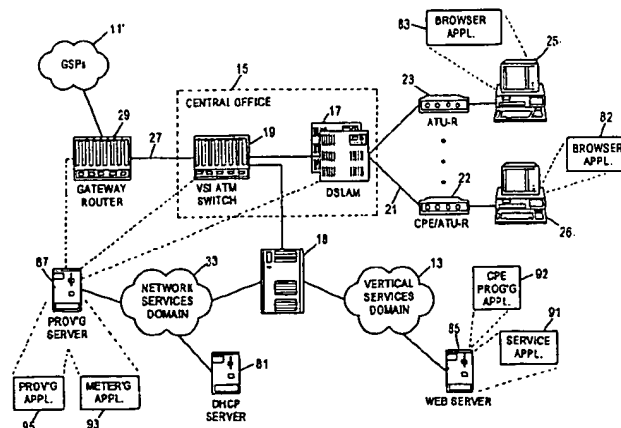 11'
GSPs
29
27
GATEWAY
ROUTER
15
CENTRAL OFFICE
19
VSI ATM
SWITCH
17
DSLAM
83
BROWSER
APPL.
23
ATU-R
25.
21
22
CPE/ATU-R
82
BROWSER
APPL.
26.
87
PROV'G
SERVER
33
NETWORK
SERVICES
DOMAIN
18
13
VERTICAL
SERVICES
DOMAIN
92
CPE
PROG'G
APPL.
91
SERVICE
APPL.
85
WEB SERVER
81
DHCP
SERVER
PROV'G
APPL.
95
METER'G
APPL.
93